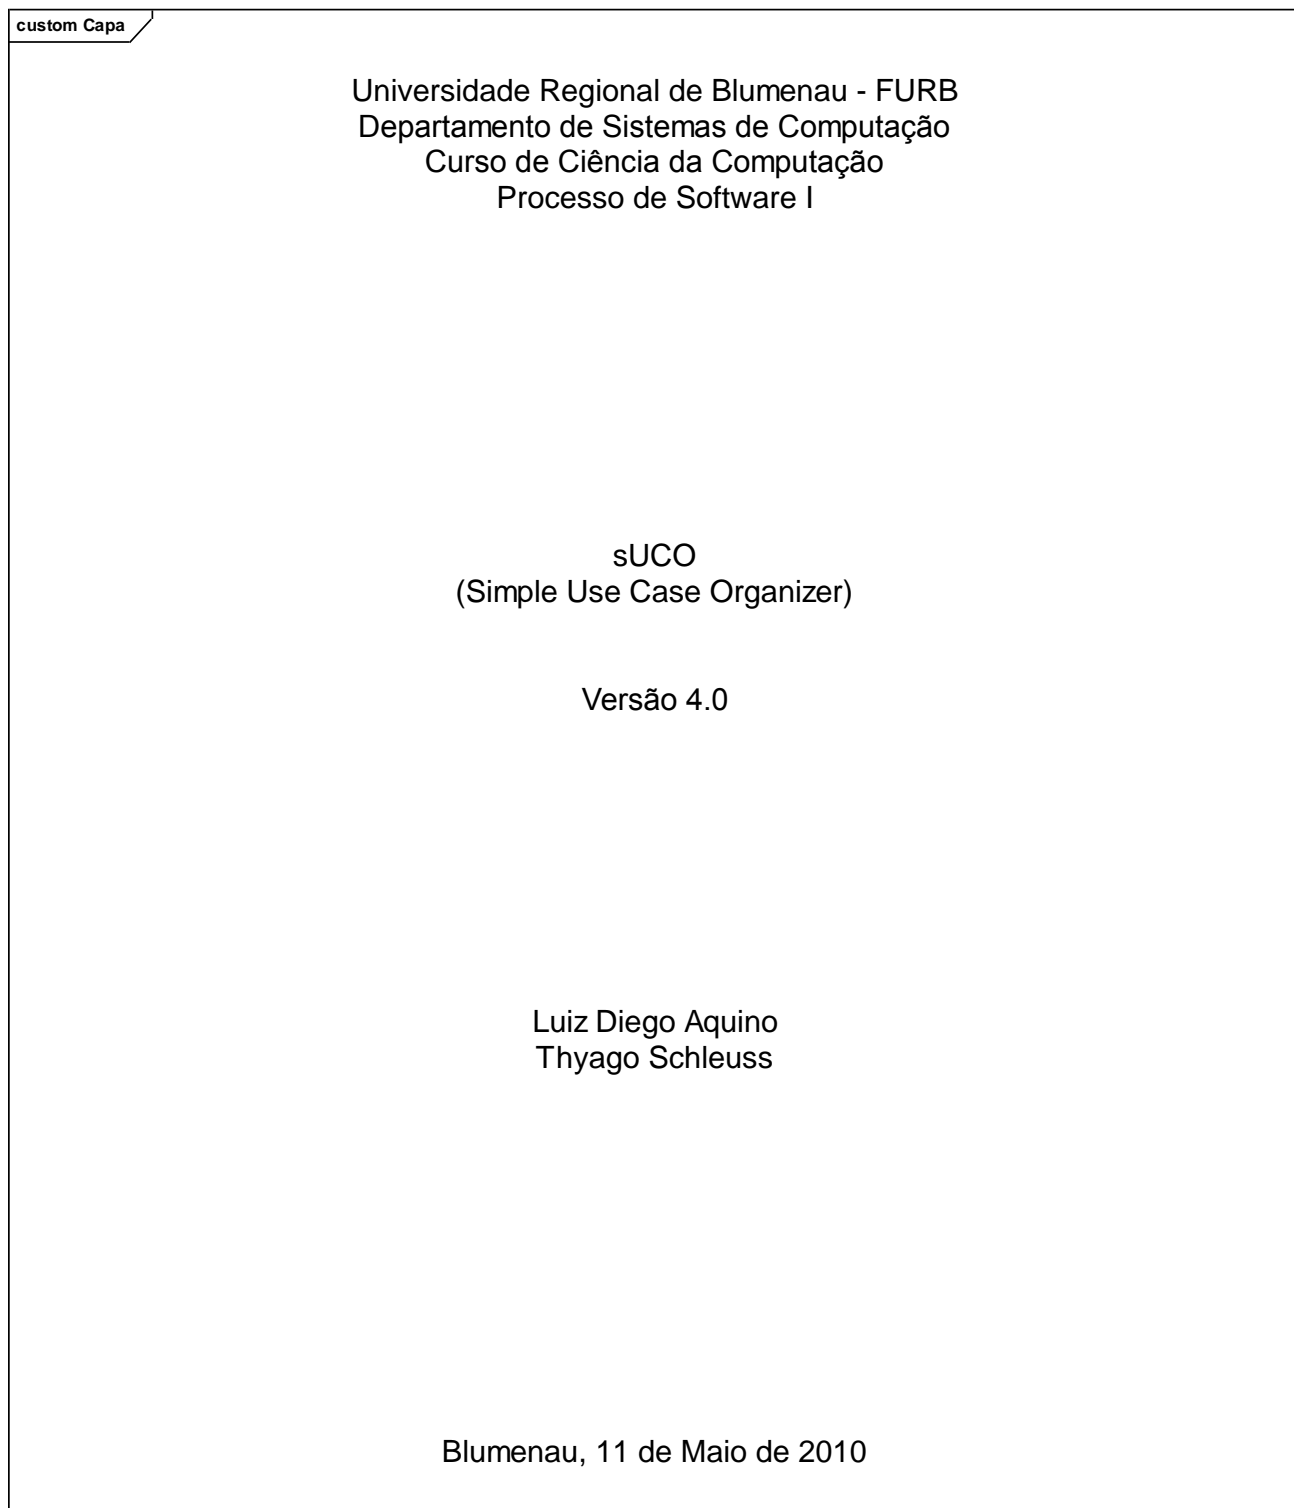 custom Capa
Universidade Regional de Blumenau - FURB
Departamento de Sistemas de Computação
Curso de Ciência da Computação
Processo de Software I
sUCO
(Simple Use Case Organizer)
Versão 4.0
Luiz Diego Aquino
Thyago Schleuss
Blumenau, 11 de Maio de 2010